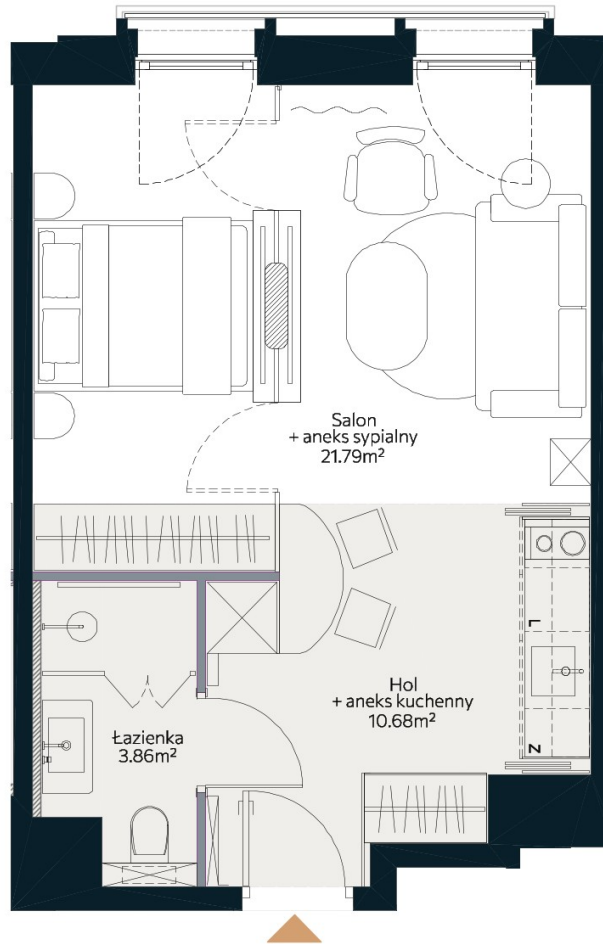 Salon
+ aneks sypialny
21.79m²
L
Hol
+ aneks kuchenny
10.68m²
Łazienka
3.86m²
Z